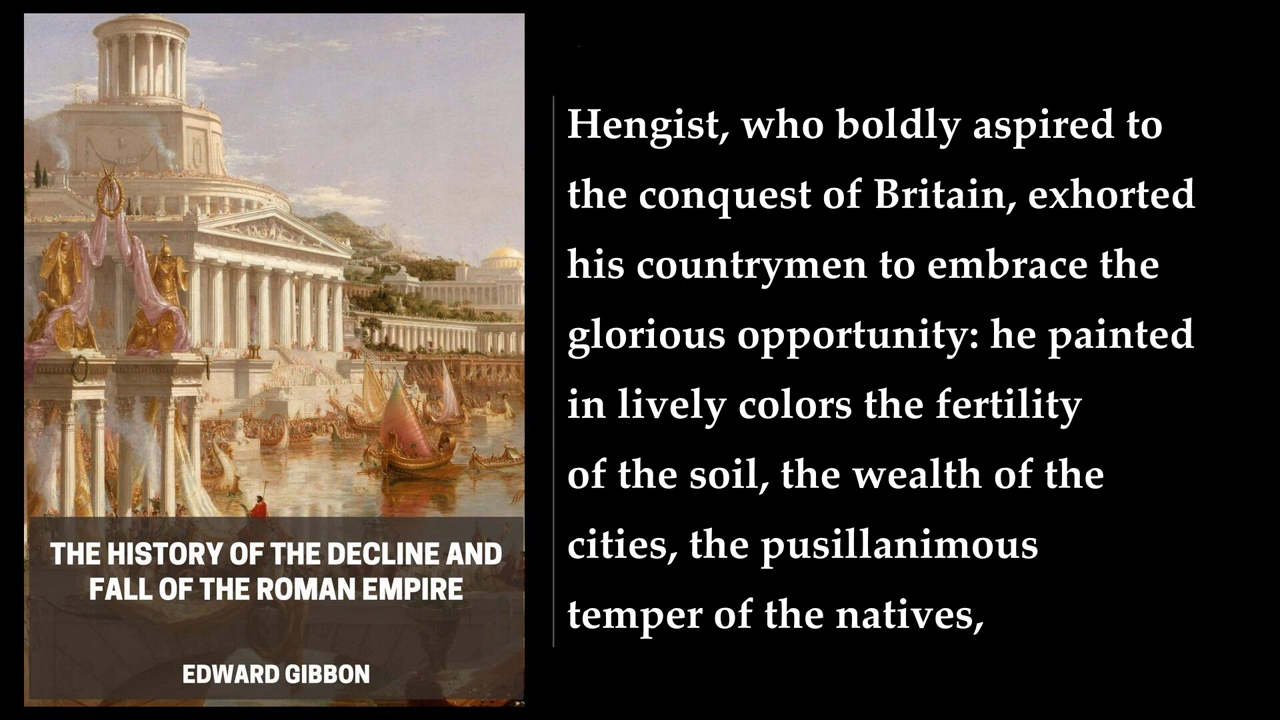 THE HISTORY OF THE DECLINE AND
FALL OF THE ROMAN EMPIRE
EDWARD GIBBON
Hengist, who boldly aspired to
the conquest of Britain, exhorted
his countrymen to embrace the
glorious opportunity: he painted
in lively colors the fertility
of the soil, the wealth of the
cities, the pusillanimous
temper of the natives,